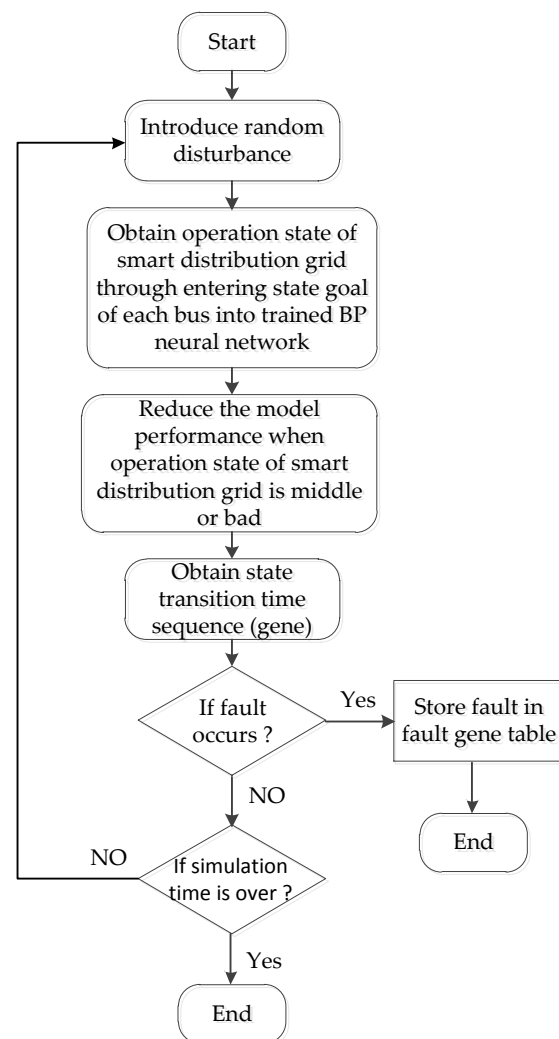 Start
Introduce random
disturbance
Obtain operation state of
smart distribution grid
through entering state goal
of each bus into trained BP
neural network
Reduce the model
performance when
operation state of smart
distribution grid is middle
or bad
Obtain state
transition time
sequence (gene)
If fault
occurs ?
Yes
Store fault in
fault gene table
End
NO
If simulation
time is over ?
NO
Yes
End